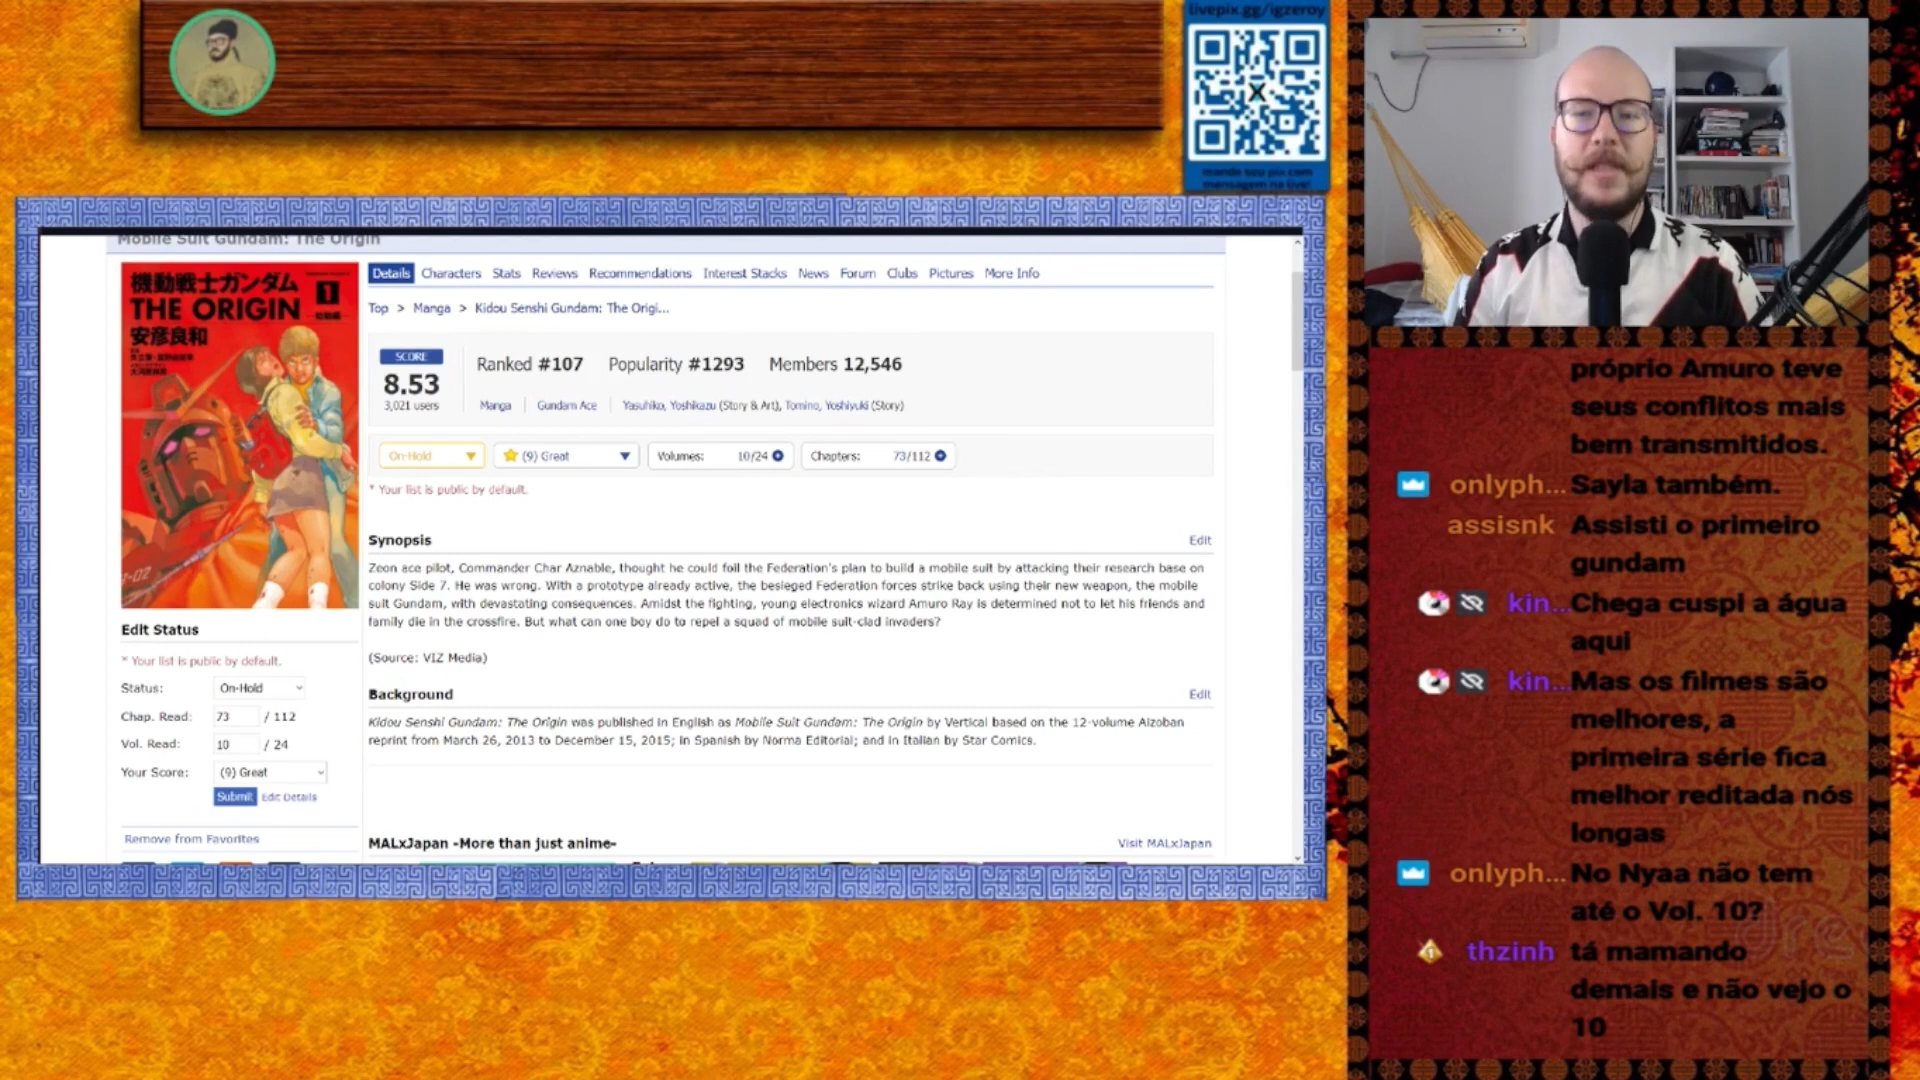 livepix.gg/igzeroy
mande seu pix com
mensagem na live!
Mobile Suit Gundam: The Origin
機動戦士ガンダム
THE ORIGIN
1
安彦良和
Details Characters Stats Reviews Recommendations Interest Stacks News Forum Clubs Pictures More Info
Top > Manga > Kidou Senshi Gundam: The Origi...
SCORE
8.53
3,021 users
Ranked #107 Popularity #1293 Members 12,546
Manga Gundam Ace Yasuhiko, Yoshikazu (Story & Art), Tomino, Yoshiyuki (Story)
On-Hold (9) Great Volumes: 10/24 Chapters: 73/112
* Your list is public by default.
Synopsis Edit
Zeon ace pilot, Commander Char Aznable, thought he could foil the Federation's plan to build a mobile suit by attacking their research base on
colony Side 7. He was wrong. With a prototype already active, the besieged Federation forces strike back using their new weapon, the mobile
suit Gundam, with devastating consequences. Amidst the fighting, young electronics wizard Amuro Ray is determined not to let his friends and
family die in the crossfire. But what can one boy do to repel a squad of mobile suit-clad invaders?
(Source: VIZ Media)
Background Edit
Kidou Senshi Gundam: The Origin was published in English as Mobile Suit Gundam: The Origin by Vertical based on the 12-volume Aizoban
reprint from March 26, 2013 to December 15, 2015; in Spanish by Norma Editorial; and in Italian by Star Comics.
MALxJapan -More than just anime- Visit MALxJapan
Edit Status
* Your list is public by default.
Status: On-Hold
Chap. Read: 73 / 112
Vol. Read: 10 / 24
Your Score: (9) Great
Submit Edit Details
Remove from Favorites
próprio Amuro teve
seus conflitos mais
bem transmitidos.
onlyph... Sayla também.
assisnk Assisti o primeiro
gundam
kin... Chega cuspi a água
aqui
kin... Mas os filmes são
melhores, a
primeira série fica
melhor reditada nós
longas
onlyph... No Nyaa não tem
até o Vol. 10?
thzinh tá mamando
demais e não vejo o
10